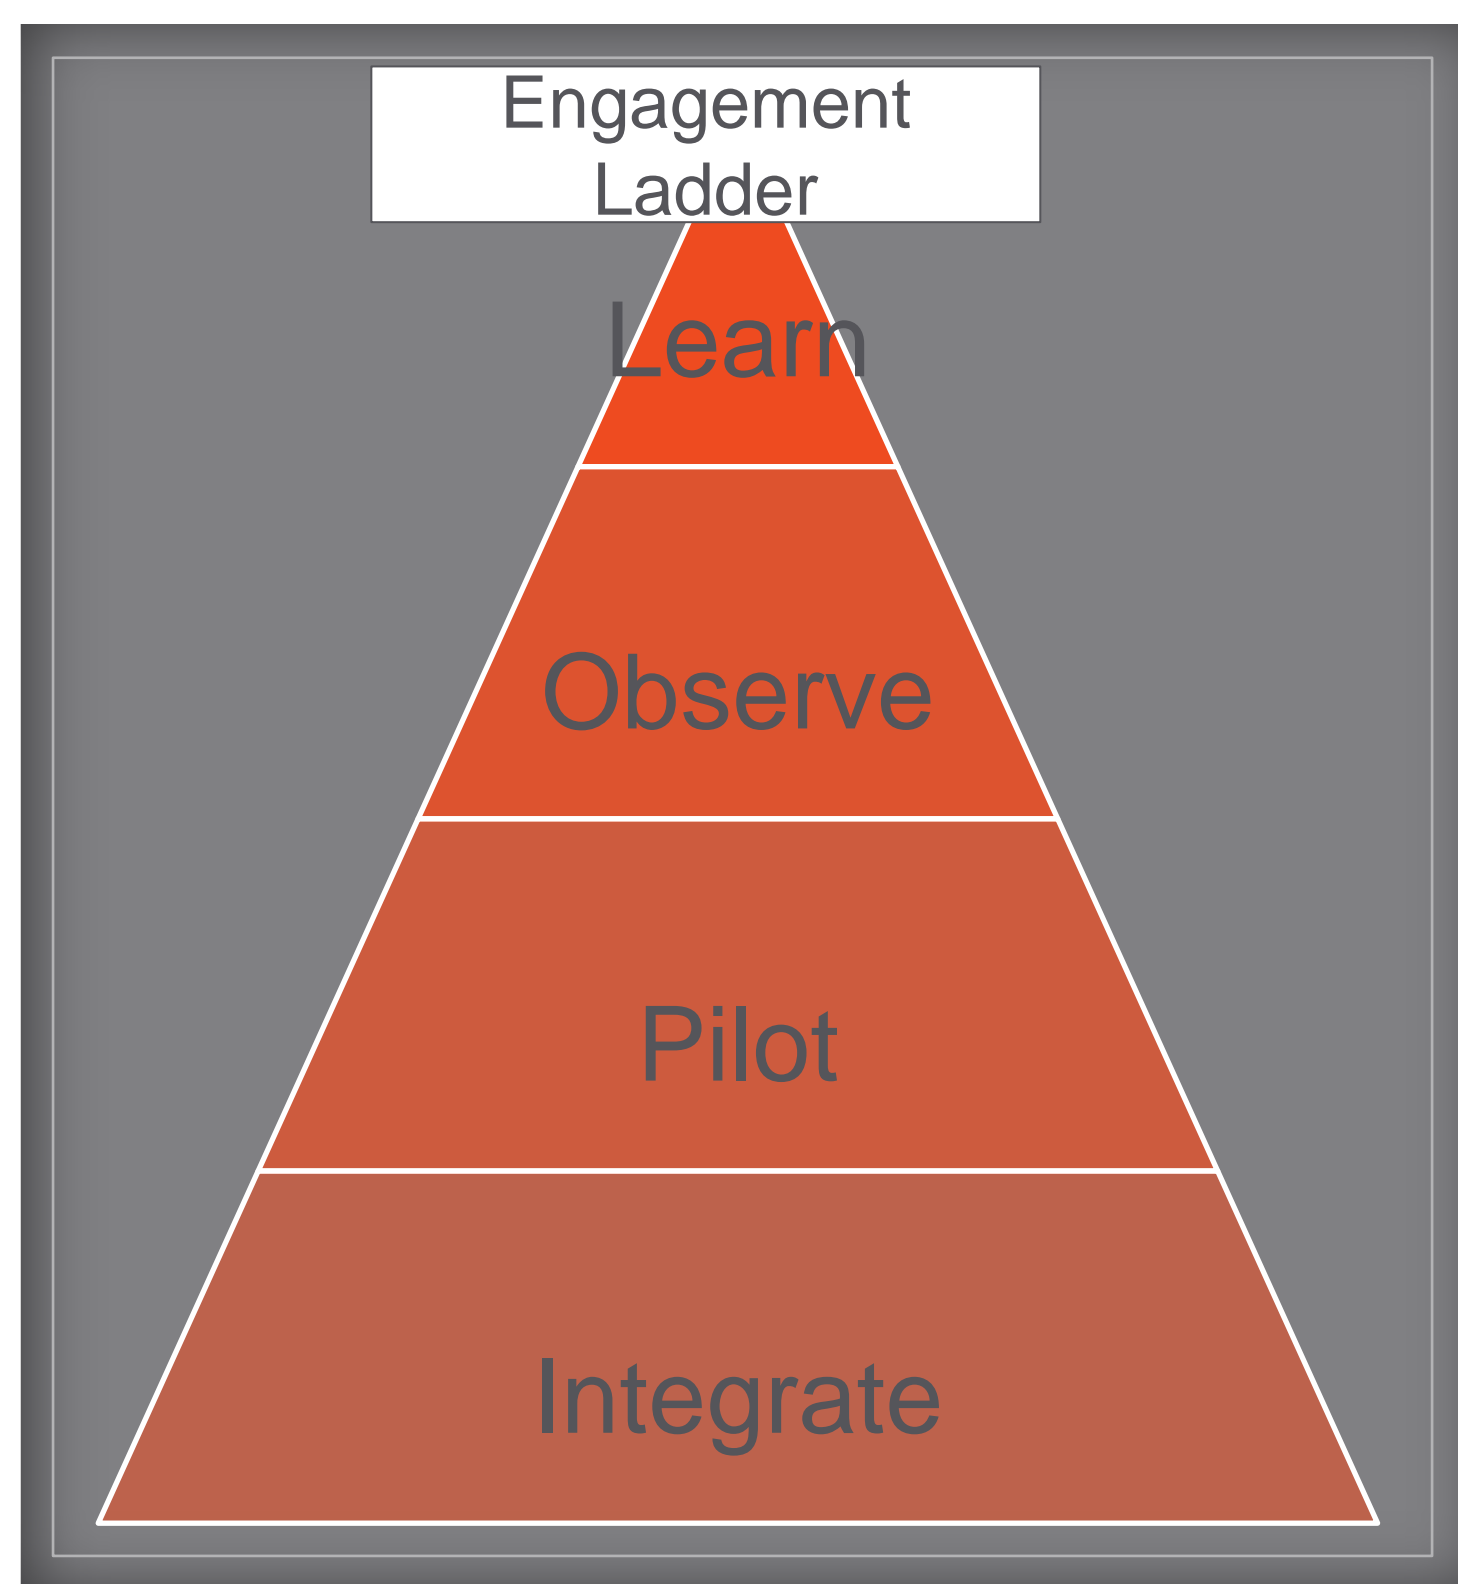 Engagement
Ladder
Learn
Observe
Pilot
Integrate